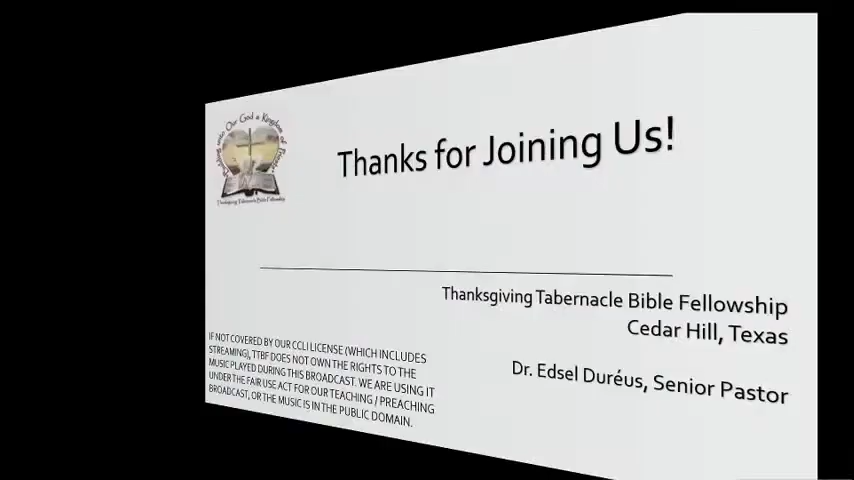 Thanks for Joining Us!
Thanksgiving Tabernacle Bible Fellowship
Thanksgiving Tabernacle Bible Fellowship
Cedar Hill, Texas
Dr. Edsel Duréus, Senior Pastor
IF NOT COVERED BY OUR CCLI LICENSE (WHICH INCLUDES
STREAMING), TTBF DOES NOT OWN THE RIGHTS TO THE
MUSIC PLAYED DURING THIS BROADCAST. WE ARE USING IT
UNDER THE FAIR USE ACT FOR OUR TEACHING / PREACHING
BROADCAST, OR THE MUSIC IS IN THE PUBLIC DOMAIN.